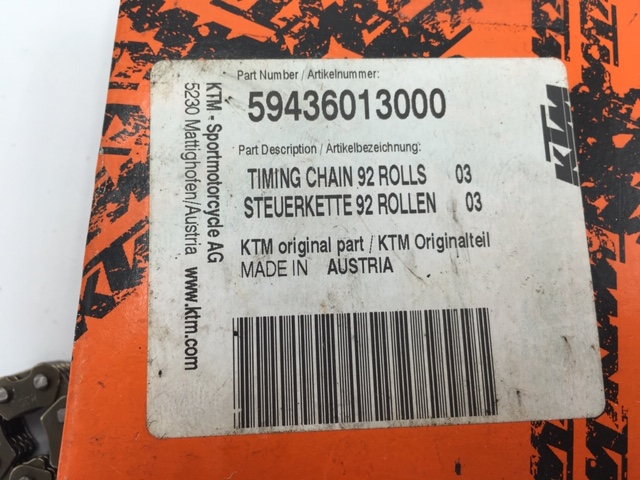 Part Number / Artikelnummer:
59436013000
Part Description / Artikelbezeichnung:
TIMING CHAIN 92 ROLLS 03
STEUERKETTE 92 ROLLEN 03
KTM original part / KTM Originalteil
MADE IN AUSTRIA
KTM - Sportmotorcycle AG
5230 Mattighofen/Austria www.ktm.com
KTM